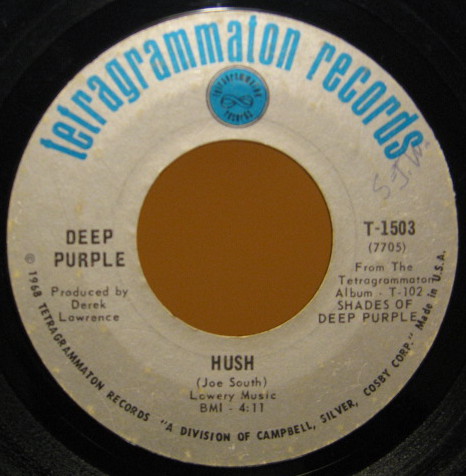 tetragrammaton records
tetragrammaton
records
S.J.W.
DEEP
PURPLE
Produced by
Derek
Lawrence
T-1503
(7705)
From The
Tetragrammaton
Album - T-102
SHADES OF
DEEP PURPLE
HUSH
(Joe South)
Lowery Music
BMI - 4:11
℗ 1968 TETRAGRAMMATON RECORDS "A DIVISION OF CAMPBELL, SILVER, COSBY CORP." Made in U.S.A.